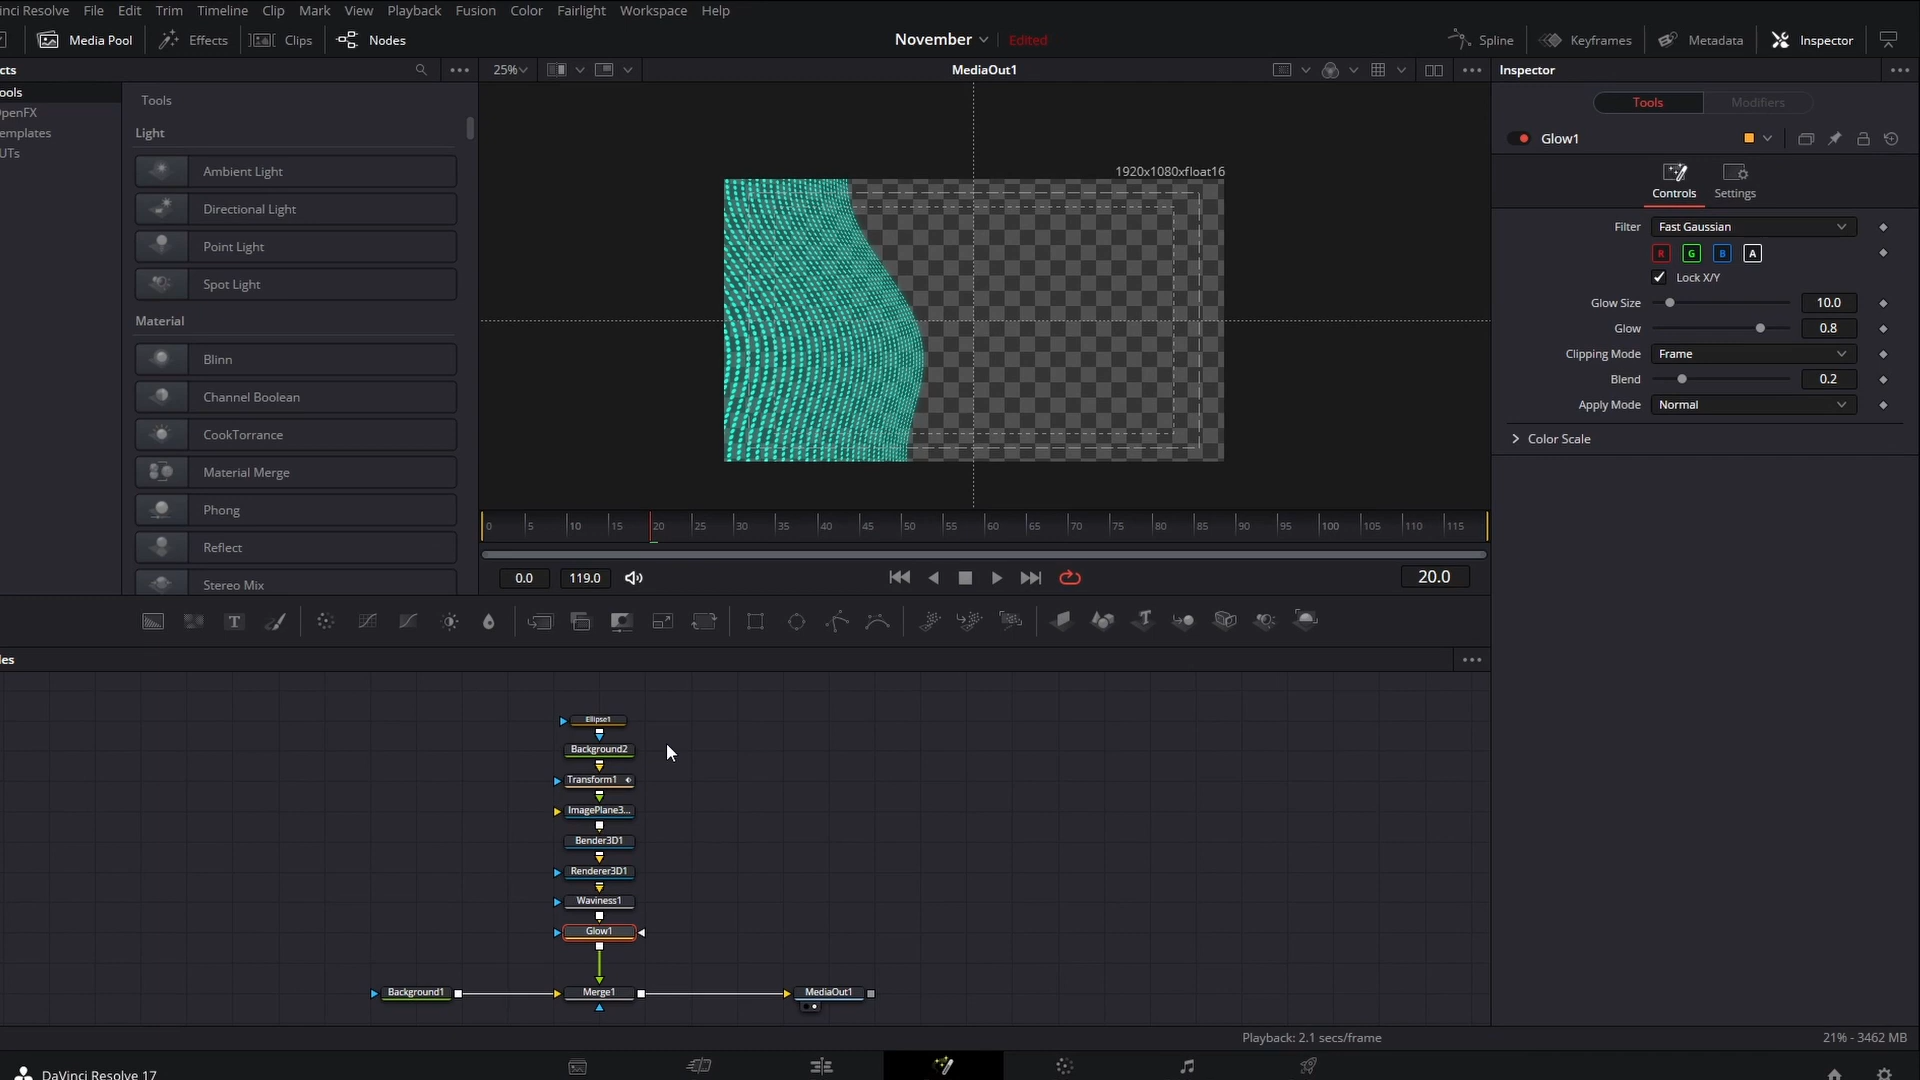 inci Resolve File Edit Trim Timeline Clip Mark View Playback Fusion Color Fairlight Workspace Help
Media Pool Effects Clips Nodes November Edited Spline Keyframes Metadata Inspector
cts 25% MediaOut1 Inspector
ools
penFX
emplates
UTs
Tools
Light
Ambient Light
Directional Light
Point Light
Spot Light
Material
Blinn
Channel Boolean
CookTorrance
Material Merge
Phong
Reflect
Stereo Mix
1920x1080xfloat16
0 5 10 15 20 25 30 35 40 45 50 55 60 65 70 75 80 85 90 95 100 105 110 115
0.0 119.0 20.0
Tools Modifiers
Glow1
Controls Settings
Filter Fast Gaussian
R G B A
Lock X/Y
Glow Size 10.0
Glow 0.8
Clipping Mode Frame
Blend 0.2
Apply Mode Normal
Color Scale
T T
des
Ellipse1
Background2
Transform1
ImagePlane3...
Bender3D1
Renderer3D1
Waviness1
Glow1
Background1 Merge1 MediaOut1
Playback: 2.1 secs/frame 21% - 3462 MB
DaVinci Resolve 17